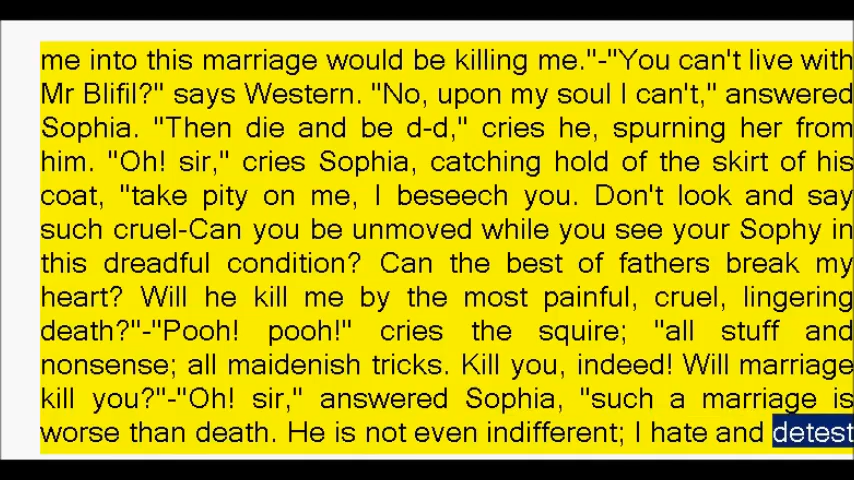 me into this marriage would be killing me."-"You can't live with
Mr Blifil?" says Western. "No, upon my soul I can't," answered
Sophia. "Then die and be d-d," cries he, spurning her from
him. "Oh! sir," cries Sophia, catching hold of the skirt of his
coat, "take pity on me, I beseech you. Don't look and say
such cruel-Can you be unmoved while you see your Sophy in
this dreadful condition? Can the best of fathers break my
heart? Will he kill me by the most painful, cruel, lingering
death?"-"Pooh! pooh!" cries the squire; "all stuff and
nonsense; all maidenish tricks. Kill you, indeed! Will marriage
kill you?"-"Oh! sir," answered Sophia, "such a marriage is
worse than death. He is not even indifferent; I hate and detest